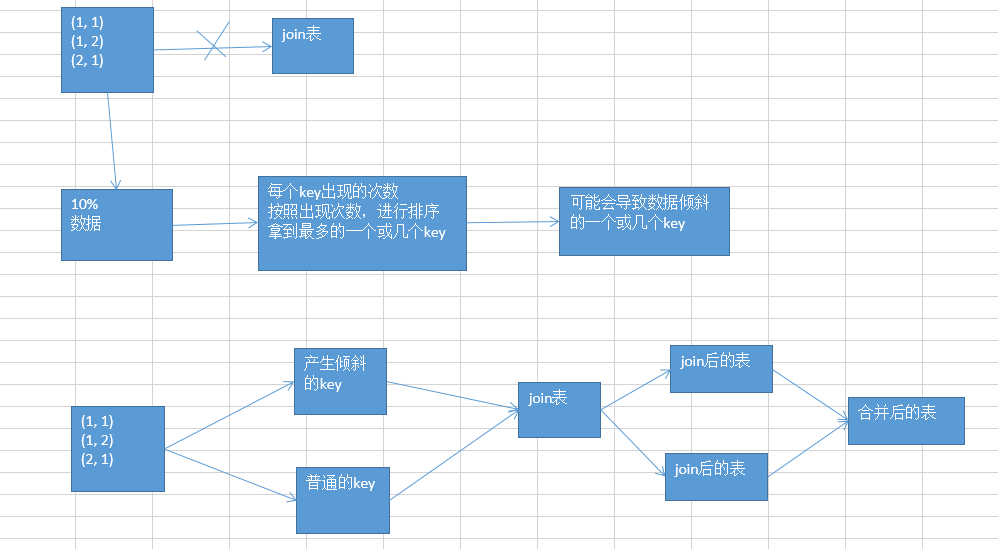 (1, 1)
(1, 2)
(2, 1)
join表
10%
数据
每个key出现的次数
按照出现次数，进行排序
拿到最多的一个或几个key
可能会导致数据倾斜
的一个或几个key
产生倾斜
的key
(1, 1)
(1, 2)
(2, 1)
普通的key
join表
join后的表
join后的表
合并后的表